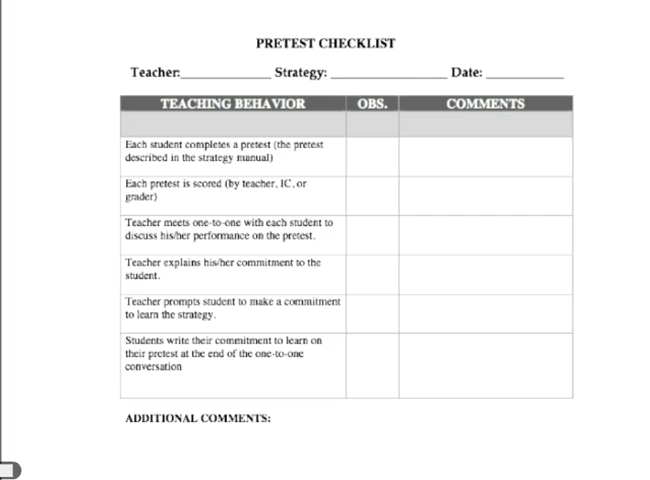 PRETEST CHECKLIST
Teacher:______________ Strategy: __________________ Date: ____________
TEACHING BEHAVIOR OBS. COMMENTS
Each student completes a pretest (the pretest
described in the strategy manual)
Each pretest is scored (by teacher, IC, or
grader)
Teacher meets one-to-one with each student to
discuss his/her performance on the pretest.
Teacher explains his/her commitment to the
student.
Teacher prompts student to make a commitment
to learn the strategy.
Students write their commitment to learn on
their pretest at the end of the one-to-one
conversation
ADDITIONAL COMMENTS: